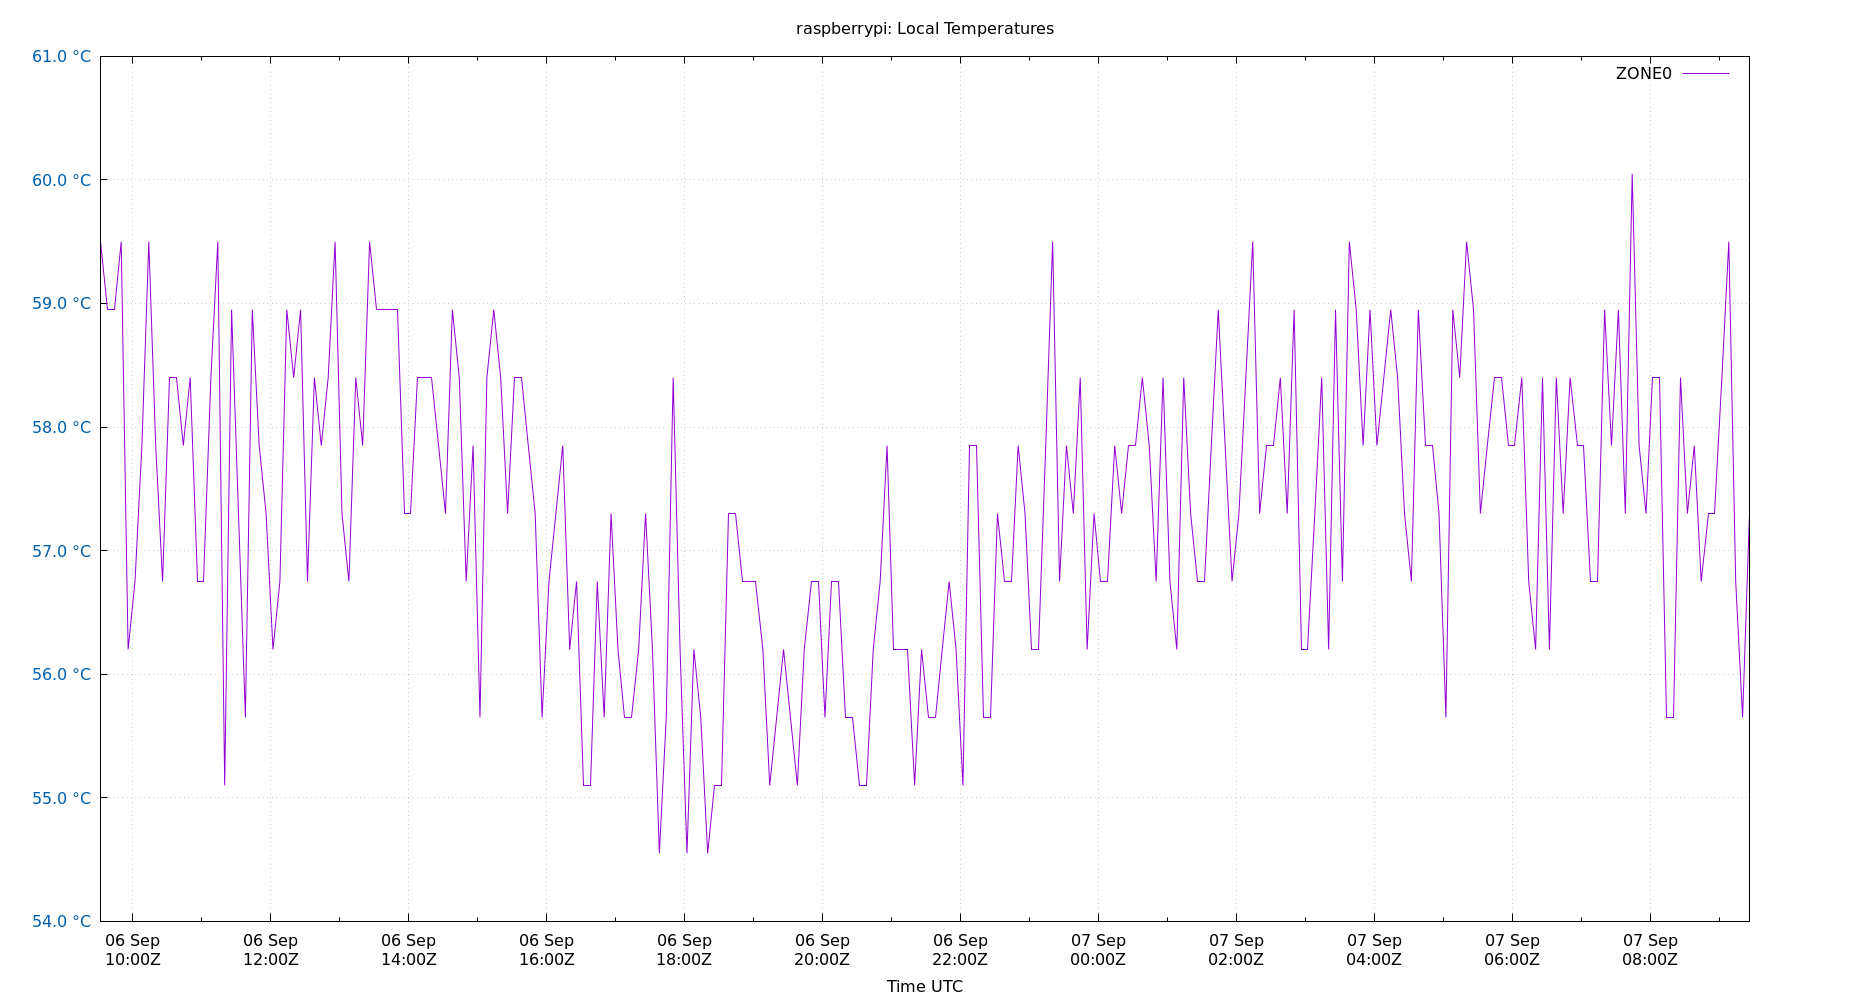 raspberrypi: Local Temperatures
61.0 °C
ZONE0
60.0 °C
59.0 °C
58.0 °C
57.0 °C
56.0 °C
55.0 °C
54.0 °C
06 Sep 06 Sep 06 Sep 06 Sep 06 Sep 06 Sep 06 Sep 07 Sep 07 Sep 07 Sep 07 Sep 07 Sep
10:00Z 12:00Z 14:00Z 16:00Z 18:00Z 20:00Z 22:00Z 00:00Z 02:00Z 04:00Z 06:00Z 08:00Z
Time UTC